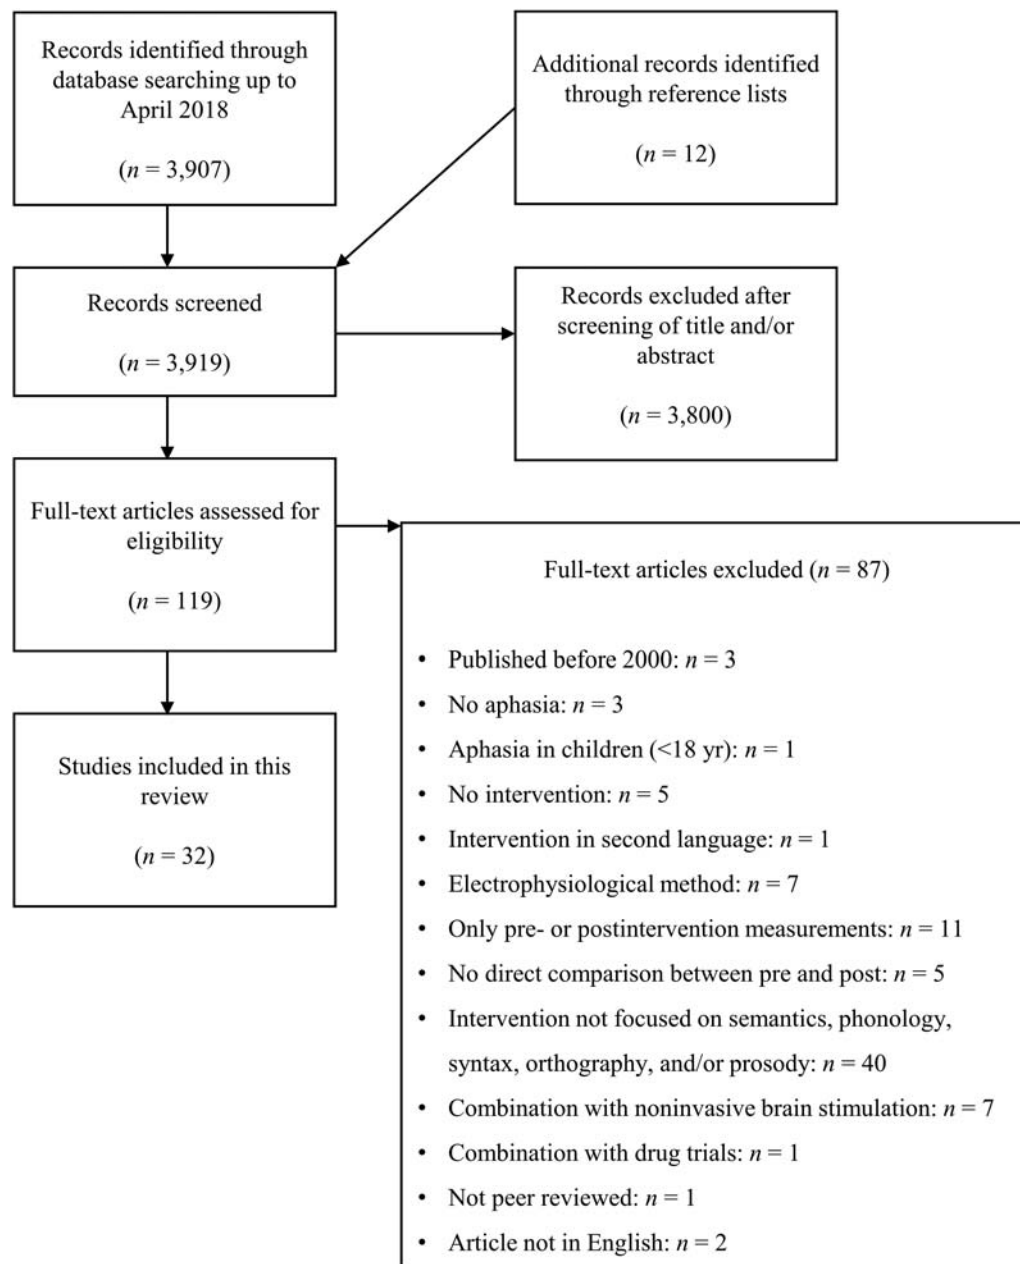 Records identified through
database searching up to
April 2018
(n = 3,907)
Additional records identified
through reference lists
(n = 12)
Records screened
(n = 3,919)
Records excluded after
screening of title and/or
abstract
(n = 3,800)
Full-text articles assessed for
eligibility
(n = 119)
Full-text articles excluded (n = 87)
• Published before 2000: n = 3
• No aphasia: n = 3
• Aphasia in children (<18 yr): n = 1
• No intervention: n = 5
• Intervention in second language: n = 1
• Electrophysiological method: n = 7
• Only pre- or postintervention measurements: n = 11
• No direct comparison between pre and post: n = 5
• Intervention not focused on semantics, phonology,
syntax, orthography, and/or prosody: n = 40
• Combination with noninvasive brain stimulation: n = 7
• Combination with drug trials: n = 1
• Not peer reviewed: n = 1
• Article not in English: n = 2
Studies included in this
review
(n = 32)